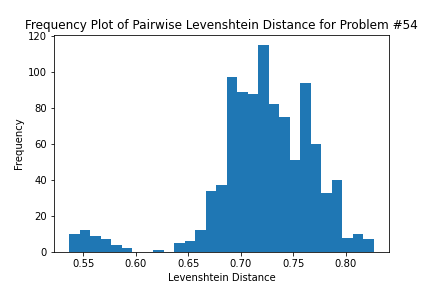 Frequency Plot of Pairwise Levenshtein Distance for Problem #54
120
100
80
60
40
20
0
Frequency
0.55 0.60 0.65 0.70 0.75 0.80
Levenshtein Distance